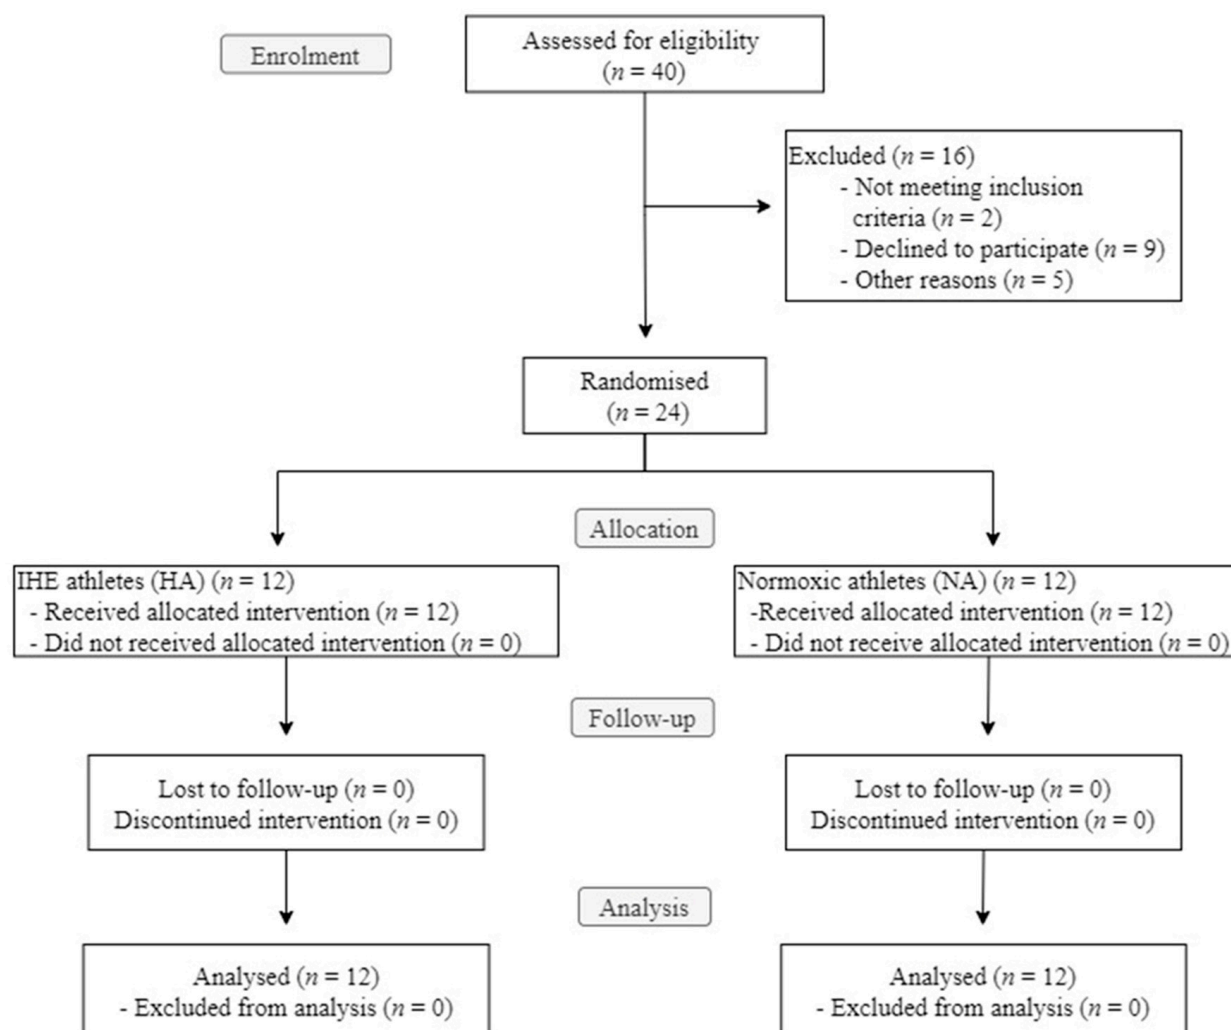 Enrolment
Assessed for eligibility
(n = 40)
Excluded (n = 16)
- Not meeting inclusion
criteria (n = 2)
- Declined to participate (n = 9)
- Other reasons (n = 5)
Randomised
(n = 24)
Allocation
IHE athletes (HA) (n = 12)
- Received allocated intervention (n = 12)
- Did not received allocated intervention (n = 0)
Normoxic athletes (NA) (n = 12)
-Received allocated intervention (n = 12)
- Did not receive allocated intervention (n = 0)
Follow-up
Lost to follow-up (n = 0)
Discontinued intervention (n = 0)
Lost to follow-up (n = 0)
Discontinued intervention (n = 0)
Analysis
Analysed (n = 12)
- Excluded from analysis (n = 0)
Analysed (n = 12)
- Excluded from analysis (n = 0)